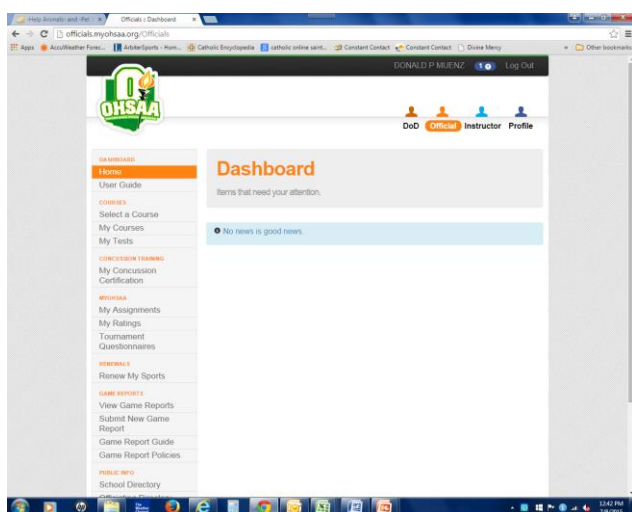 -Help Animals- and -Pet
Officials :: Dashboard
officials.myohsaa.org/Officials
Apps
AccuWeather Forec...
ArbiterSports - Hom...
Catholic Encyclopedia
catholic online saint...
Constant Contact
Constant Contact
Divine Mercy
Other bookmarks
DONALD P MUENZ
Log Out
OHSAA
DoD Official Instructor Profile
DASHBOARD
Home
User Guide
COURSES
Select a Course
My Courses
My Tests
CONCUSSION TRAINING
My Concussion
Certification
MYOHSAA
My Assignments
My Ratings
Tournament
Questionnaires
RENEWALS
Renew My Sports
GAME REPORTS
View Game Reports
Submit New Game
Report
Game Report Guide
Game Report Policies
PUBLIC INFO
School Directory
Dashboard
Items that need your attention.
No news is good news.
12:42 PM